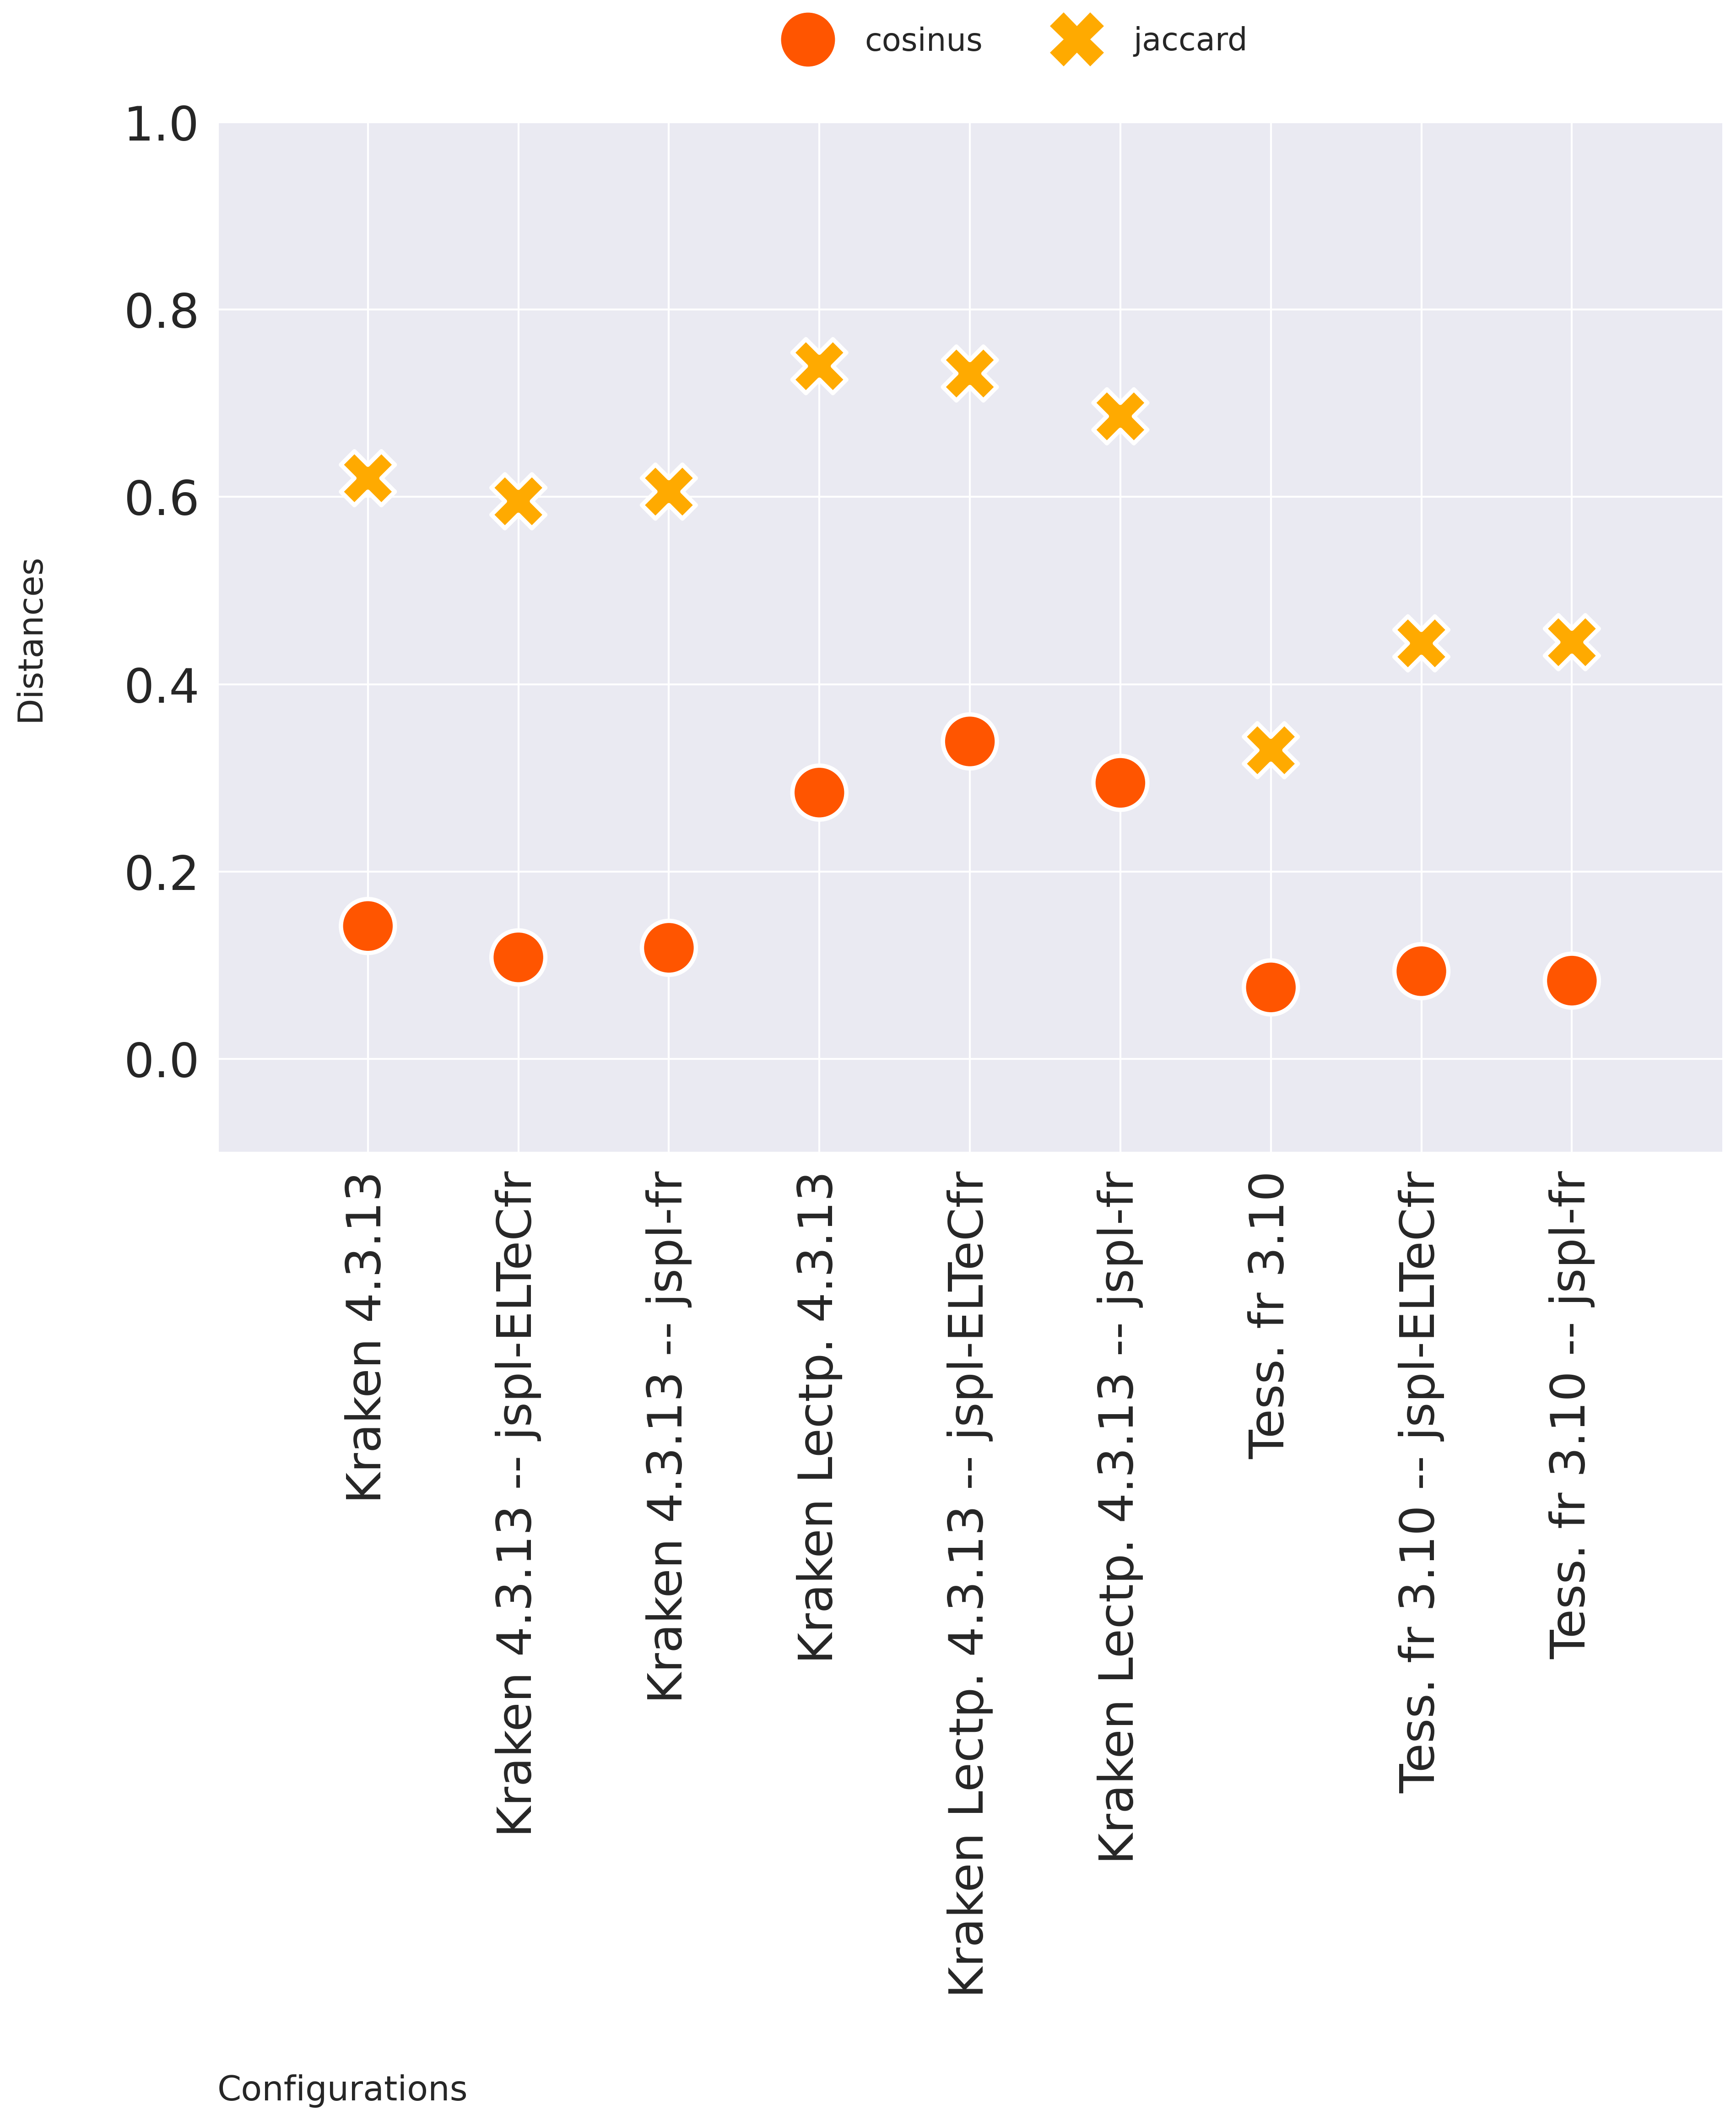 cosinus
jaccard
1.0
0.8
0.6
0.4
0.2
0.0
Distances
Kraken 4.3.13
Kraken 4.3.13 -- jspl-ELTeCfr
Kraken 4.3.13 -- jspl-fr
Kraken Lectp. 4.3.13
Kraken Lectp. 4.3.13 -- jspl-ELTeCfr
Kraken Lectp. 4.3.13 -- jspl-fr
Tess. fr 3.10
Tess. fr 3.10 -- jspl-ELTeCfr
Tess. fr 3.10 -- jspl-fr
Configurations